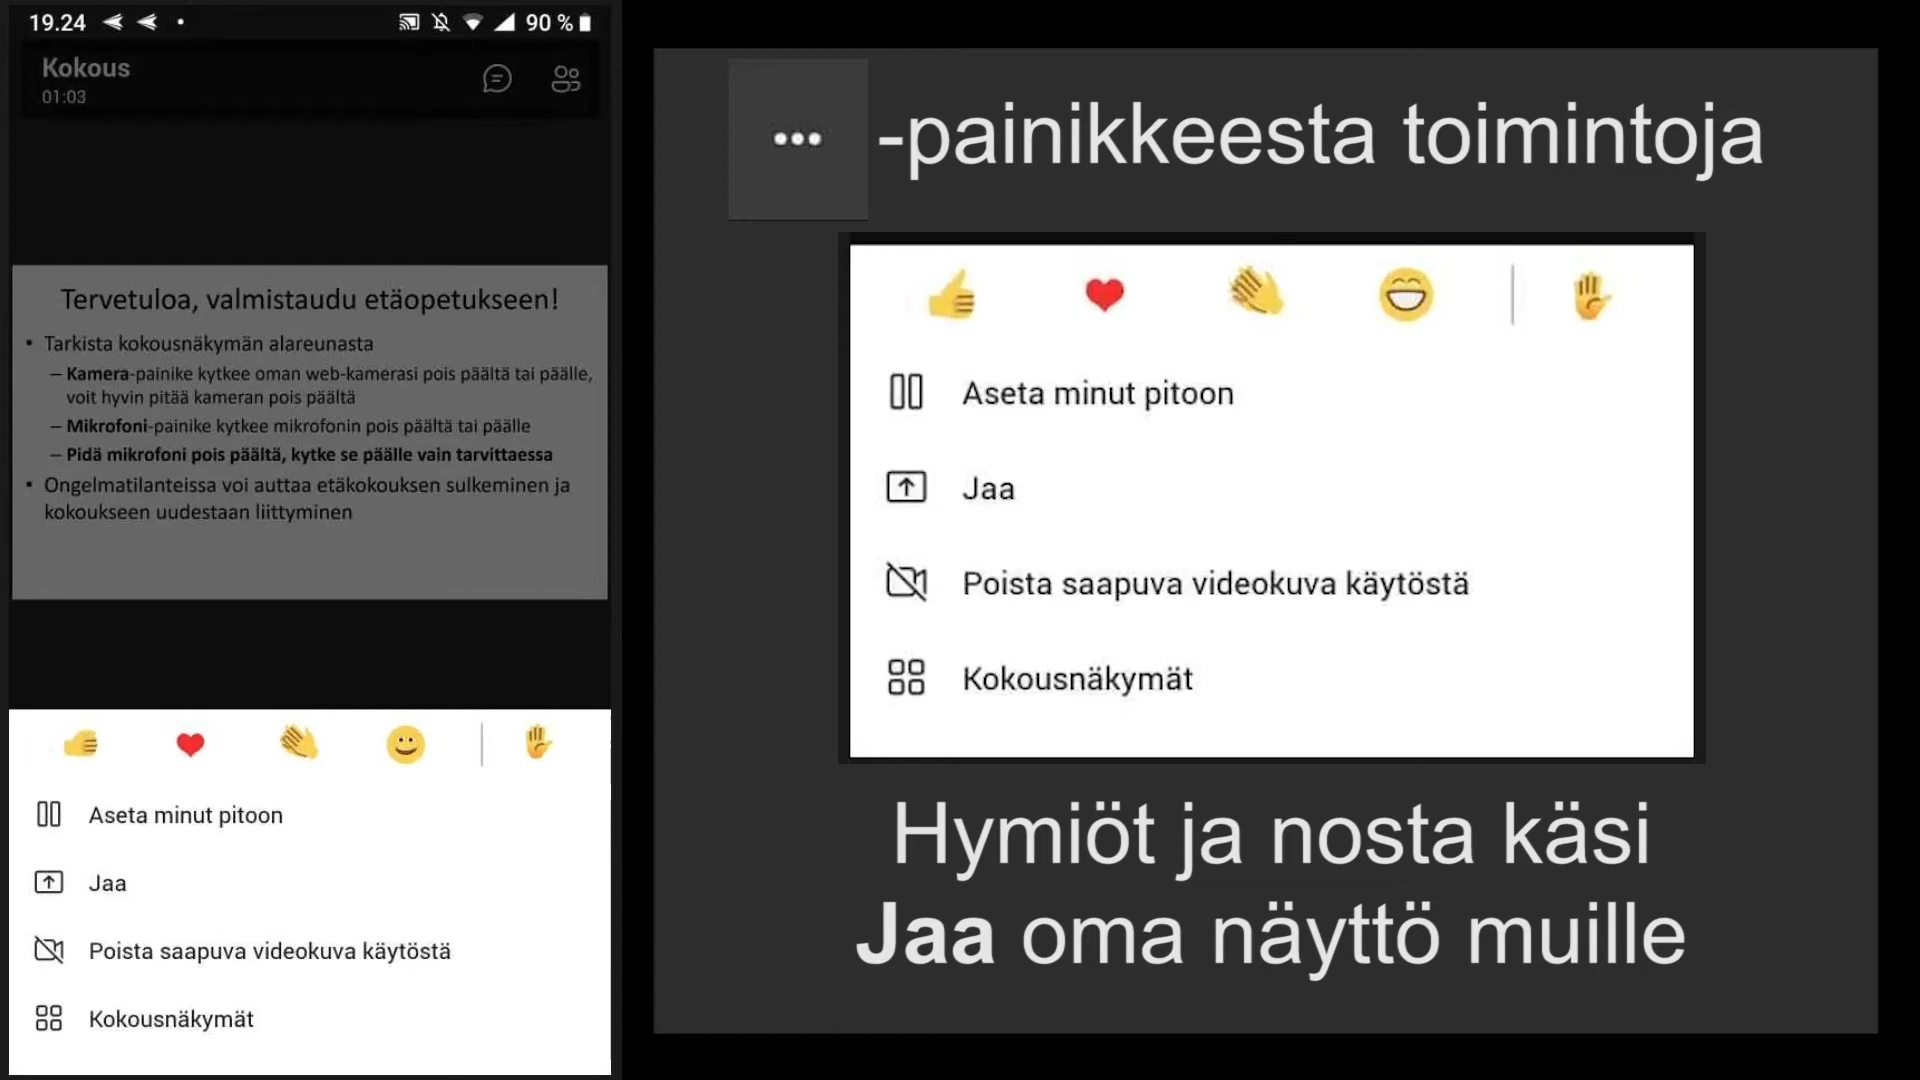 19.24
90 %
Kokous
01:03
Tervetuloa, valmistaudu etäopetukseen!
• Tarkista kokousnäkymän alareunasta
– Kamera-painike kytkee oman web-kamerasi pois päältä tai päälle,
voit hyvin pitää kameran pois päältä
– Mikrofoni-painike kytkee mikrofonin pois päältä tai päälle
– Pidä mikrofoni pois päältä, kytke se päälle vain tarvittaessa
• Ongelmatilanteissa voi auttaa etäkokouksen sulkeminen ja
kokoukseen uudestaan liittyminen
Aseta minut pitoon
Jaa
Poista saapuva videokuva käytöstä
Kokousnäkymät
-painikkeesta toimintoja
Aseta minut pitoon
Jaa
Poista saapuva videokuva käytöstä
Kokousnäkymät
Hymiöt ja nosta käsi
Jaa oma näyttö muille